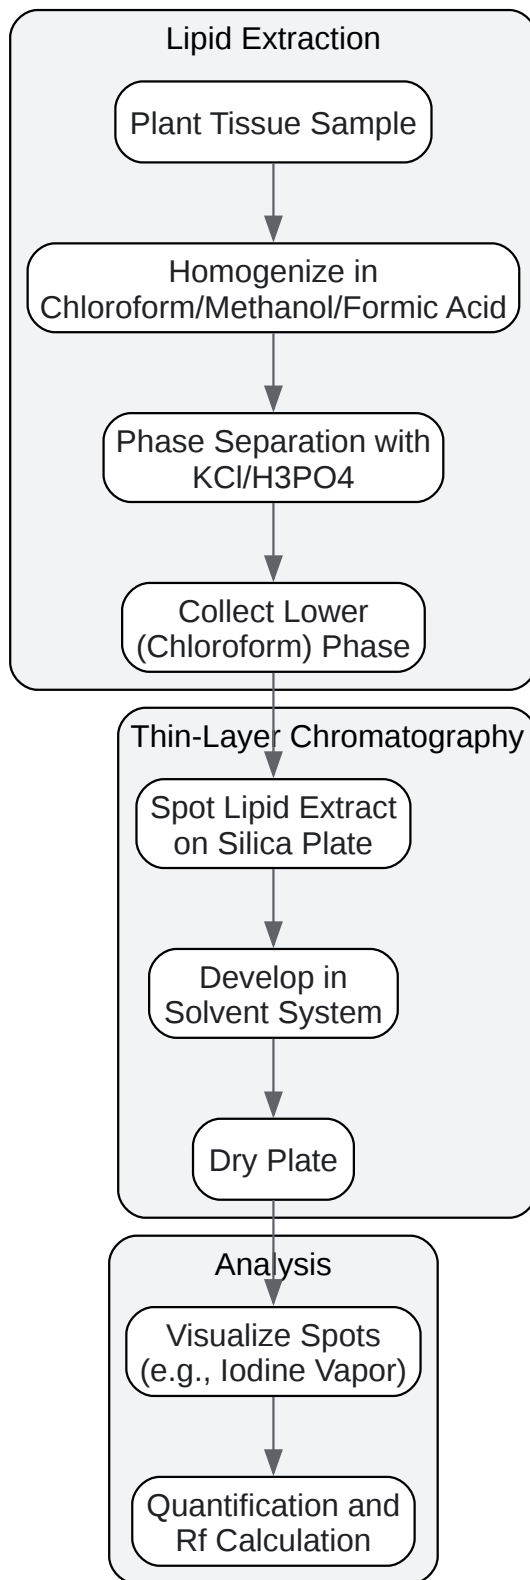 Lipid Extraction
Plant Tissue Sample
Homogenize in
Chloroform/Methanol/Formic Acid
Phase Separation with
KCl/H3PO4
Collect Lower
(Chloroform) Phase
Thin-Layer Chromatography
Spot Lipid Extract
on Silica Plate
Develop in
Solvent System
Dry Plate
Analysis
Visualize Spots
(e.g., Iodine Vapor)
Quantification and
Rf Calculation